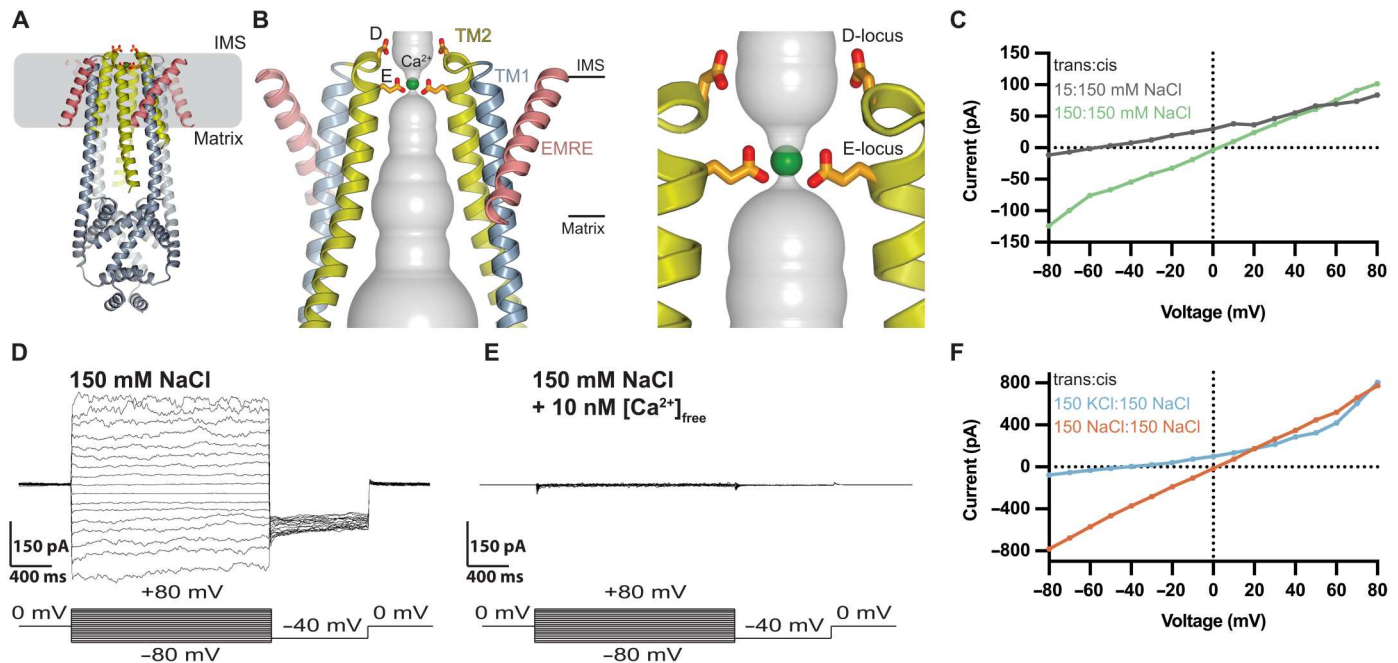 A
IMS
Matrix
B
D
TM2
Ca2+
E
TM1
IMS
EMRE
Matrix
D-locus
E-locus
C
trans:cis
15:150 mM NaCl
150:150 mM NaCl
Current (pA)
150
100
50
0
−50
−100
−150
−80 −60 −40 −20 0 20 40 60 80
Voltage (mV)
D
150 mM NaCl
150 pA
400 ms
+80 mV
0 mV
−40 mV
0 mV
−80 mV
E
150 mM NaCl
+ 10 nM [Ca2+]free
150 pA
400 ms
+80 mV
0 mV
−40 mV
0 mV
−80 mV
F
trans:cis
150 KCl:150 NaCl
150 NaCl:150 NaCl
Current (pA)
800
400
0
−400
−800
−80 −60 −40 −20 0 20 40 60 80
Voltage (mV)